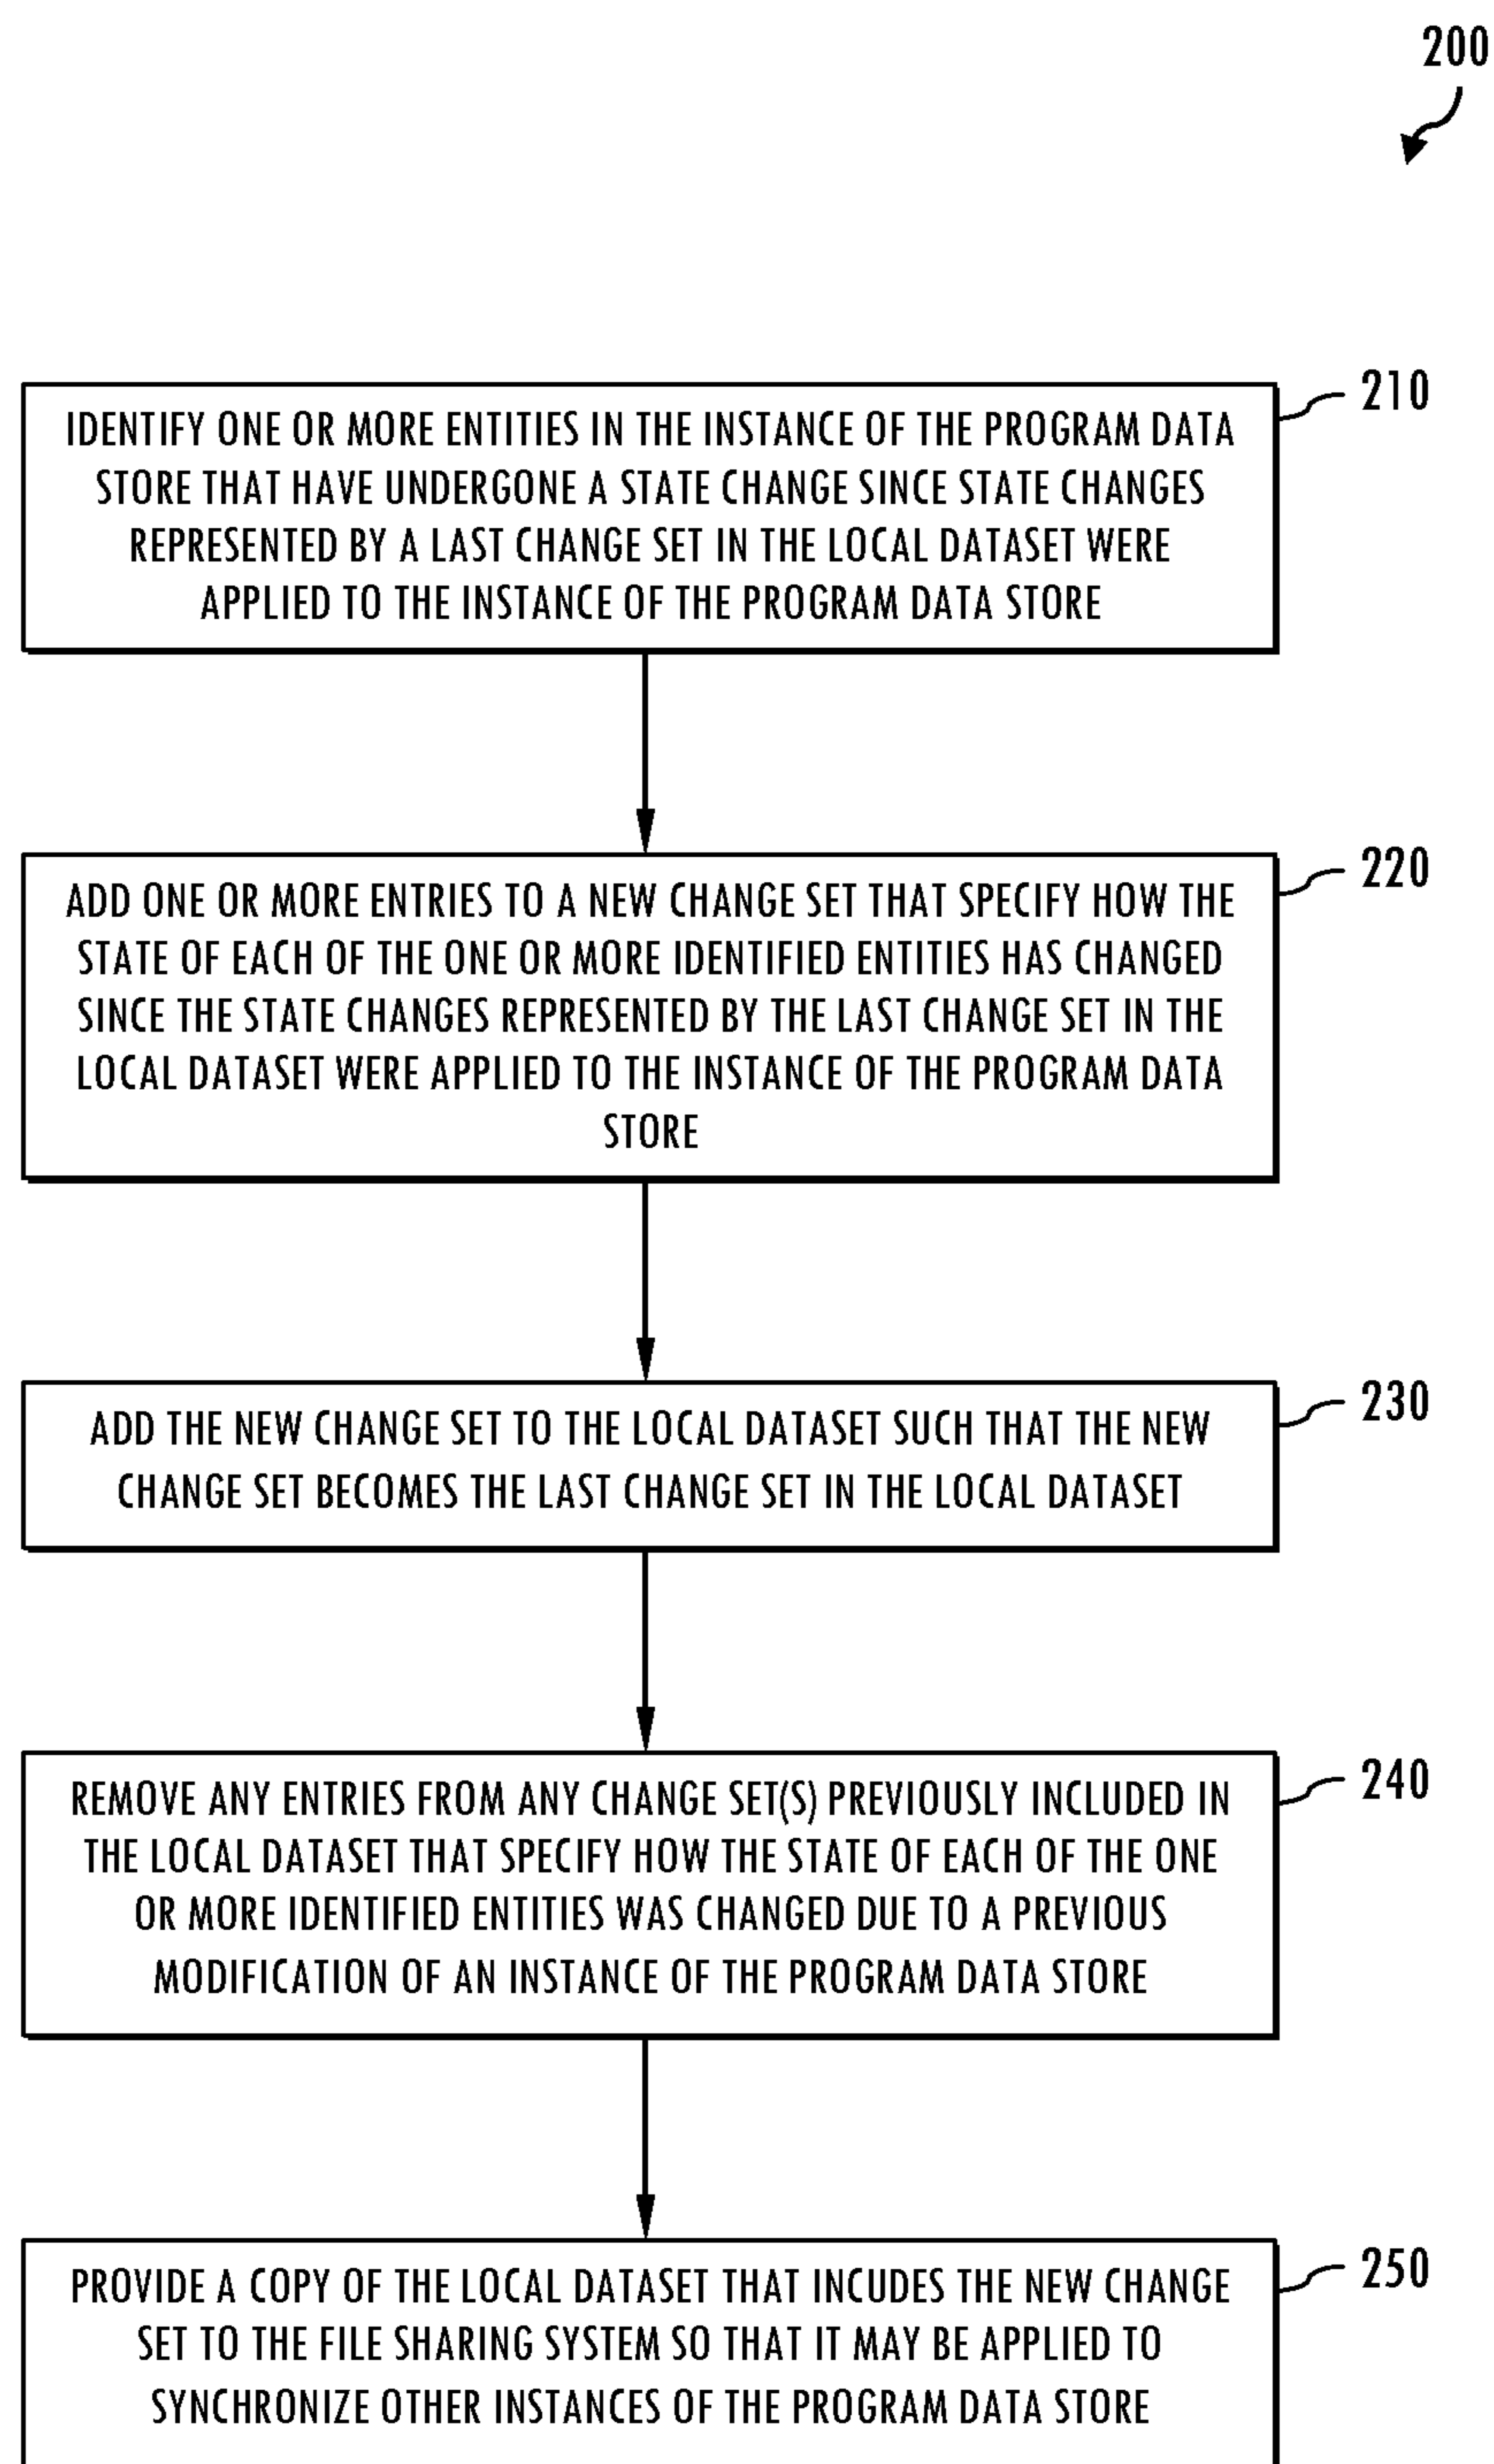 200
210
IDENTIFY ONE OR MORE ENTITIES IN THE INSTANCE OF THE PROGRAM DATA
STORE THAT HAVE UNDERGONE A STATE CHANGE SINCE STATE CHANGES
REPRESENTED BY A LAST CHANGE SET IN THE LOCAL DATASET WERE
APPLIED TO THE INSTANCE OF THE PROGRAM DATA STORE
220
ADD ONE OR MORE ENTRIES TO A NEW CHANGE SET THAT SPECIFY HOW THE
STATE OF EACH OF THE ONE OR MORE IDENTIFIED ENTITIES HAS CHANGED
SINCE THE STATE CHANGES REPRESENTED BY THE LAST CHANGE SET IN THE
LOCAL DATASET WERE APPLIED TO THE INSTANCE OF THE PROGRAM DATA
STORE
230
ADD THE NEW CHANGE SET TO THE LOCAL DATASET SUCH THAT THE NEW
CHANGE SET BECOMES THE LAST CHANGE SET IN THE LOCAL DATASET
240
REMOVE ANY ENTRIES FROM ANY CHANGE SET(S) PREVIOUSLY INCLUDED IN
THE LOCAL DATASET THAT SPECIFY HOW THE STATE OF EACH OF THE ONE
OR MORE IDENTIFIED ENTITIES WAS CHANGED DUE TO A PREVIOUS
MODIFICATION OF AN INSTANCE OF THE PROGRAM DATA STORE
250
PROVIDE A COPY OF THE LOCAL DATASET THAT INCUDES THE NEW CHANGE
SET TO THE FILE SHARING SYSTEM SO THAT IT MAY BE APPLIED TO
SYNCHRONIZE OTHER INSTANCES OF THE PROGRAM DATA STORE